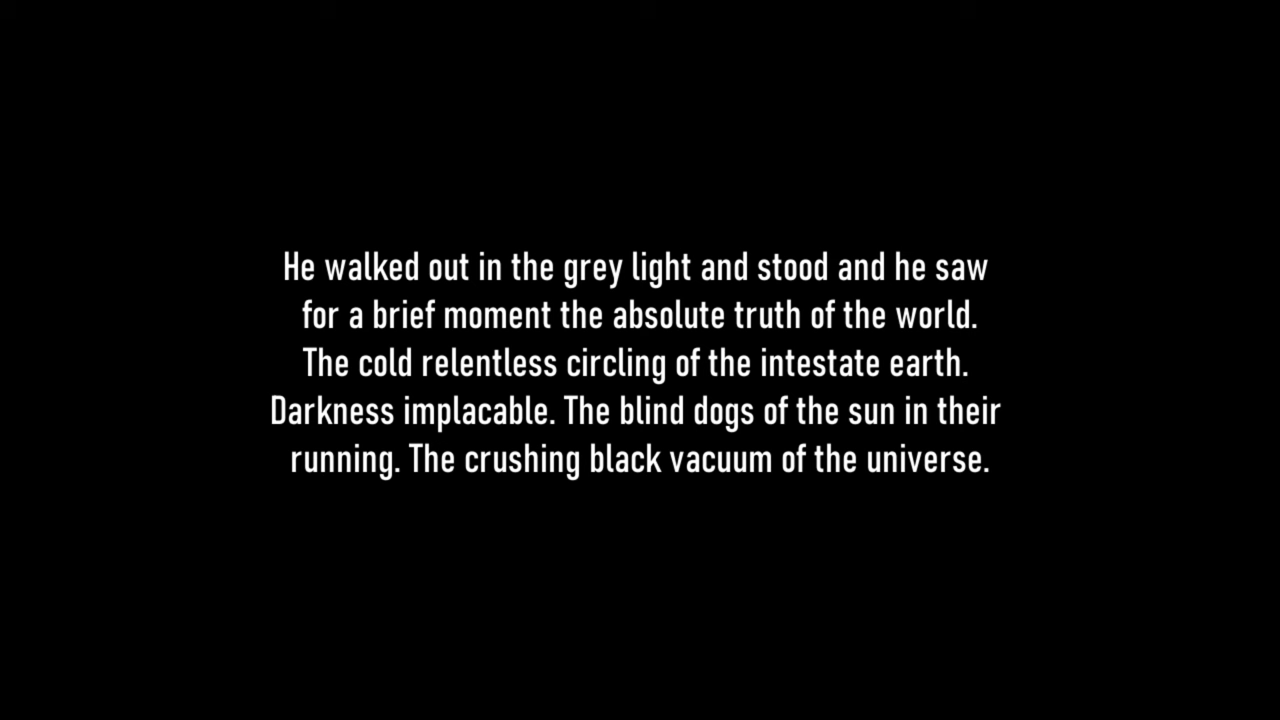 He walked out in the grey light and stood and he saw
for a brief moment the absolute truth of the world.
The cold relentless circling of the intestate earth.
Darkness implacable. The blind dogs of the sun in their
running. The crushing black vacuum of the universe.